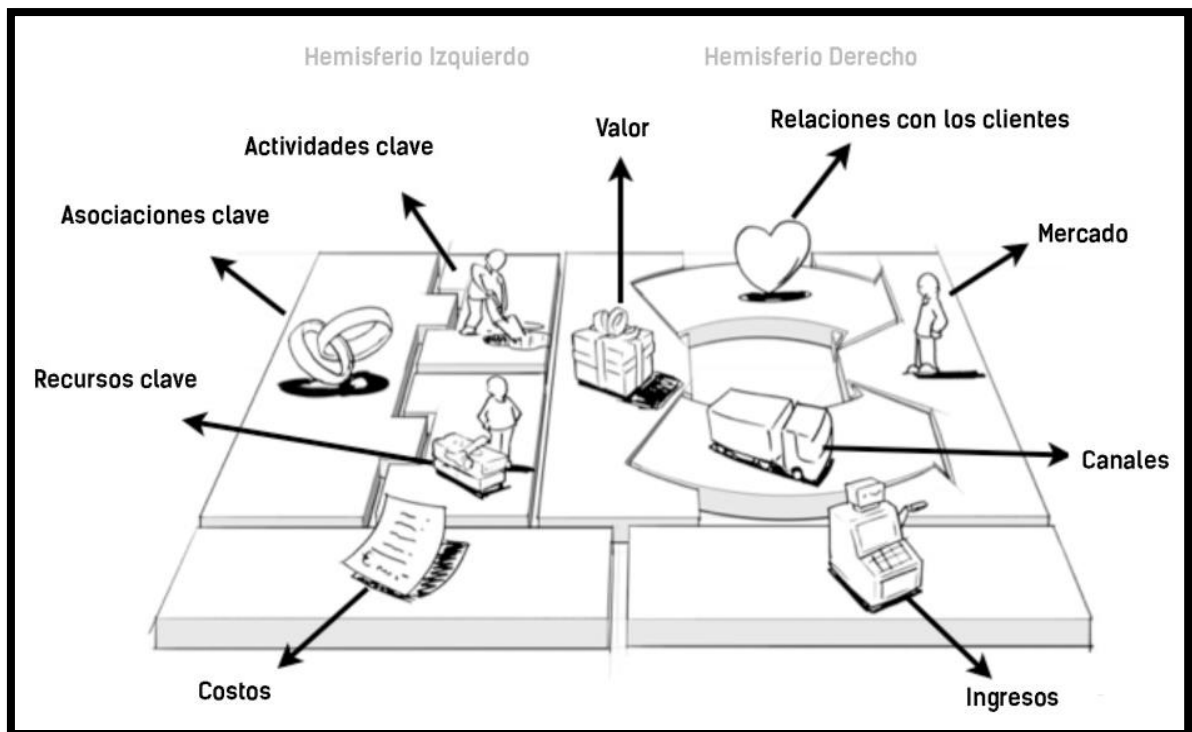 Hemisferio Izquierdo
Hemisferio Derecho
Relaciones con los clientes
Valor
Actividades clave
Asociaciones clave
Mercado
Recursos clave
Canales
Costos
Ingresos